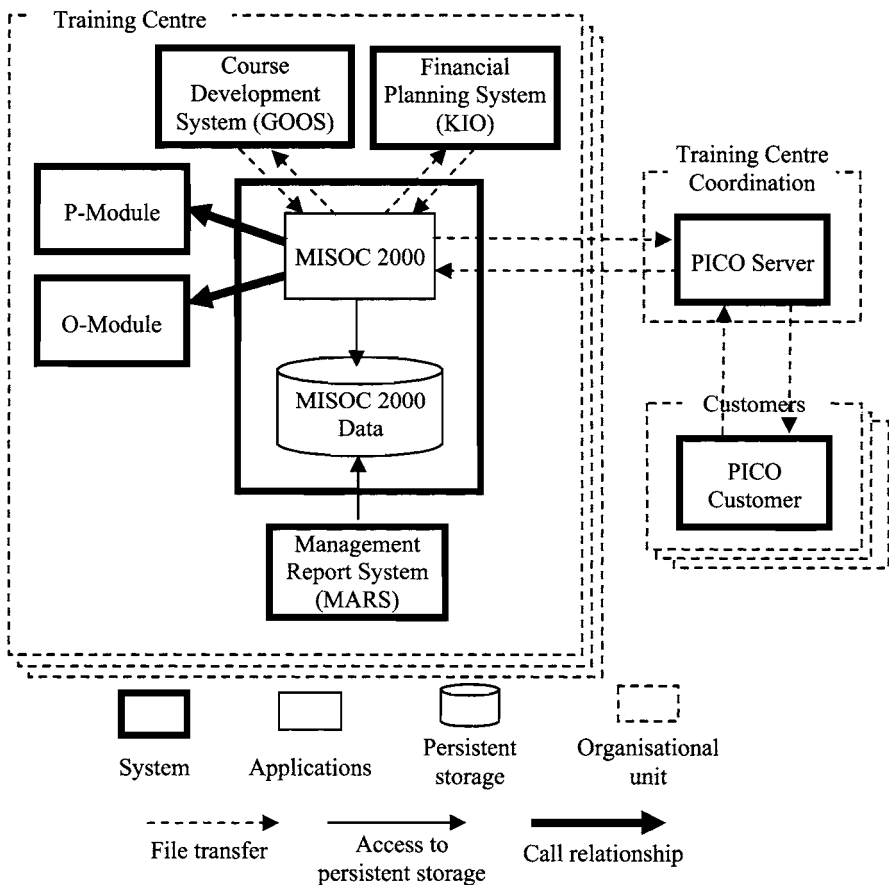 Training Centre
Course
Development
System (GOOS)
Financial
Planning System
(KIO)
Training Centre
Coordination
P-Module
MISOC 2000
PICO Server
O-Module
MISOC 2000
Data
Customers
PICO
Customer
Management
Report System
(MARS)
System
Applications
Persistent
storage
Organisational
unit
File transfer
Access to
persistent storage
Call relationship